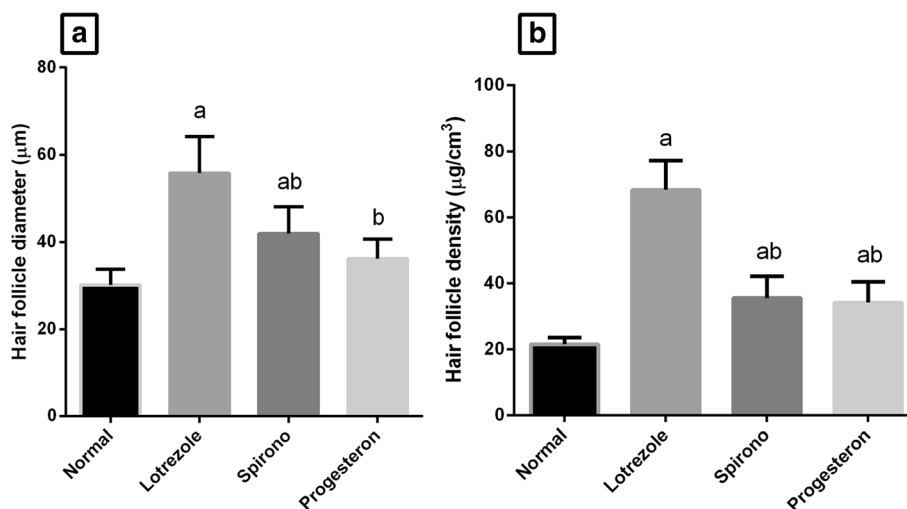 a
80
60
40
20
0
Hair follicle diameter (μm)
a
ab
b
Normal
Lotrezole
Spirono
Progesteron
b
100
80
60
40
20
0
Hair follicle density (μg/cm³)
a
ab
ab
Normal
Lotrezole
Spirono
Progesteron